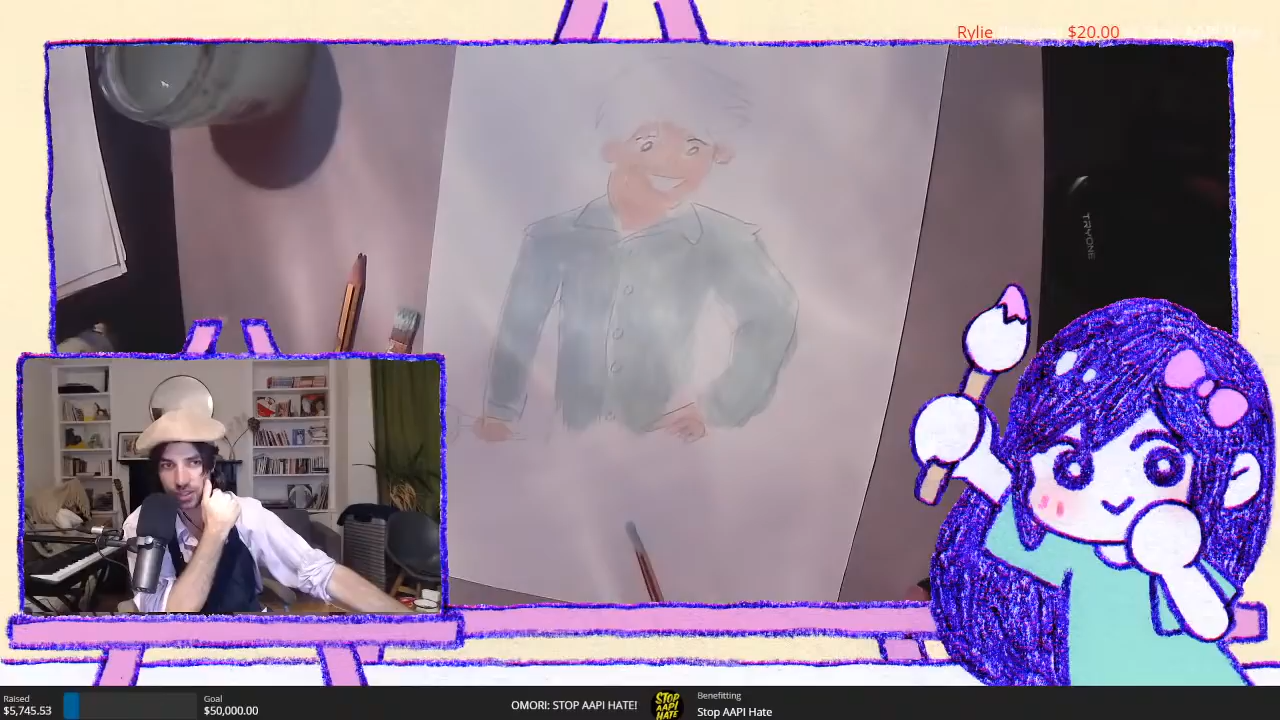 Rylie $20.00
TRYONE
Raised
$5,745.53
Goal
$50,000.00
OMORI: STOP AAPI HATE!
STOP
AAPI
HATE
Benefitting
Stop AAPI Hate